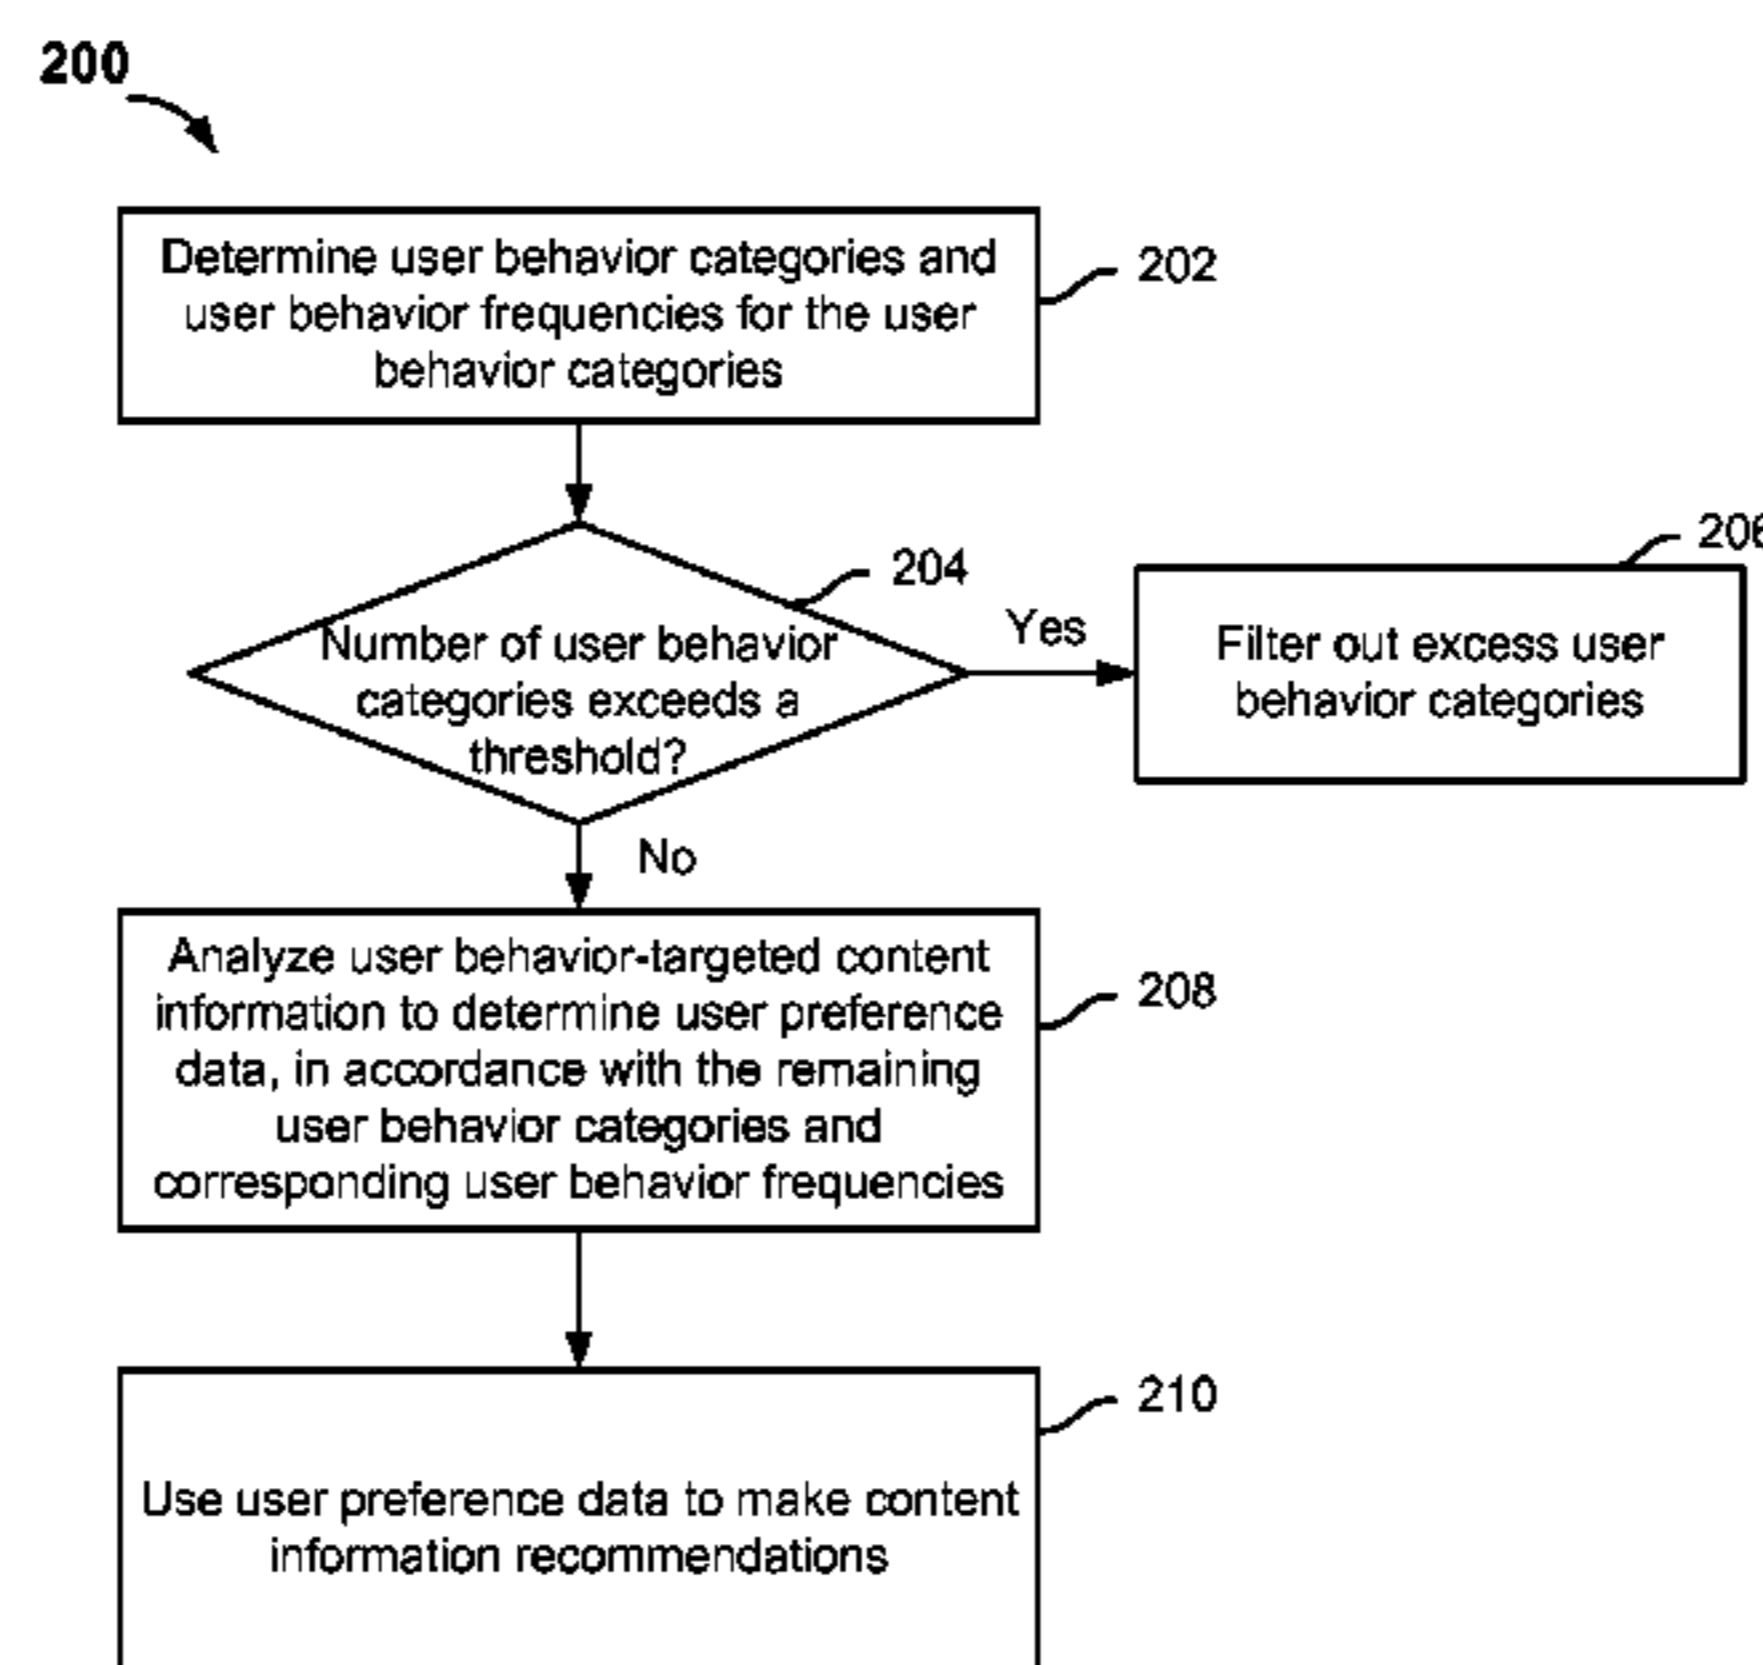 200
Determine user behavior categories and
user behavior frequencies for the user
behavior categories
202
204
Number of user behavior
categories exceeds a
threshold?
Yes
206
Filter out excess user
behavior categories
No
Analyze user behavior-targeted content
information to determine user preference
data, in accordance with the remaining
user behavior categories and
corresponding user behavior frequencies
208
210
Use user preference data to make content
information recommendations